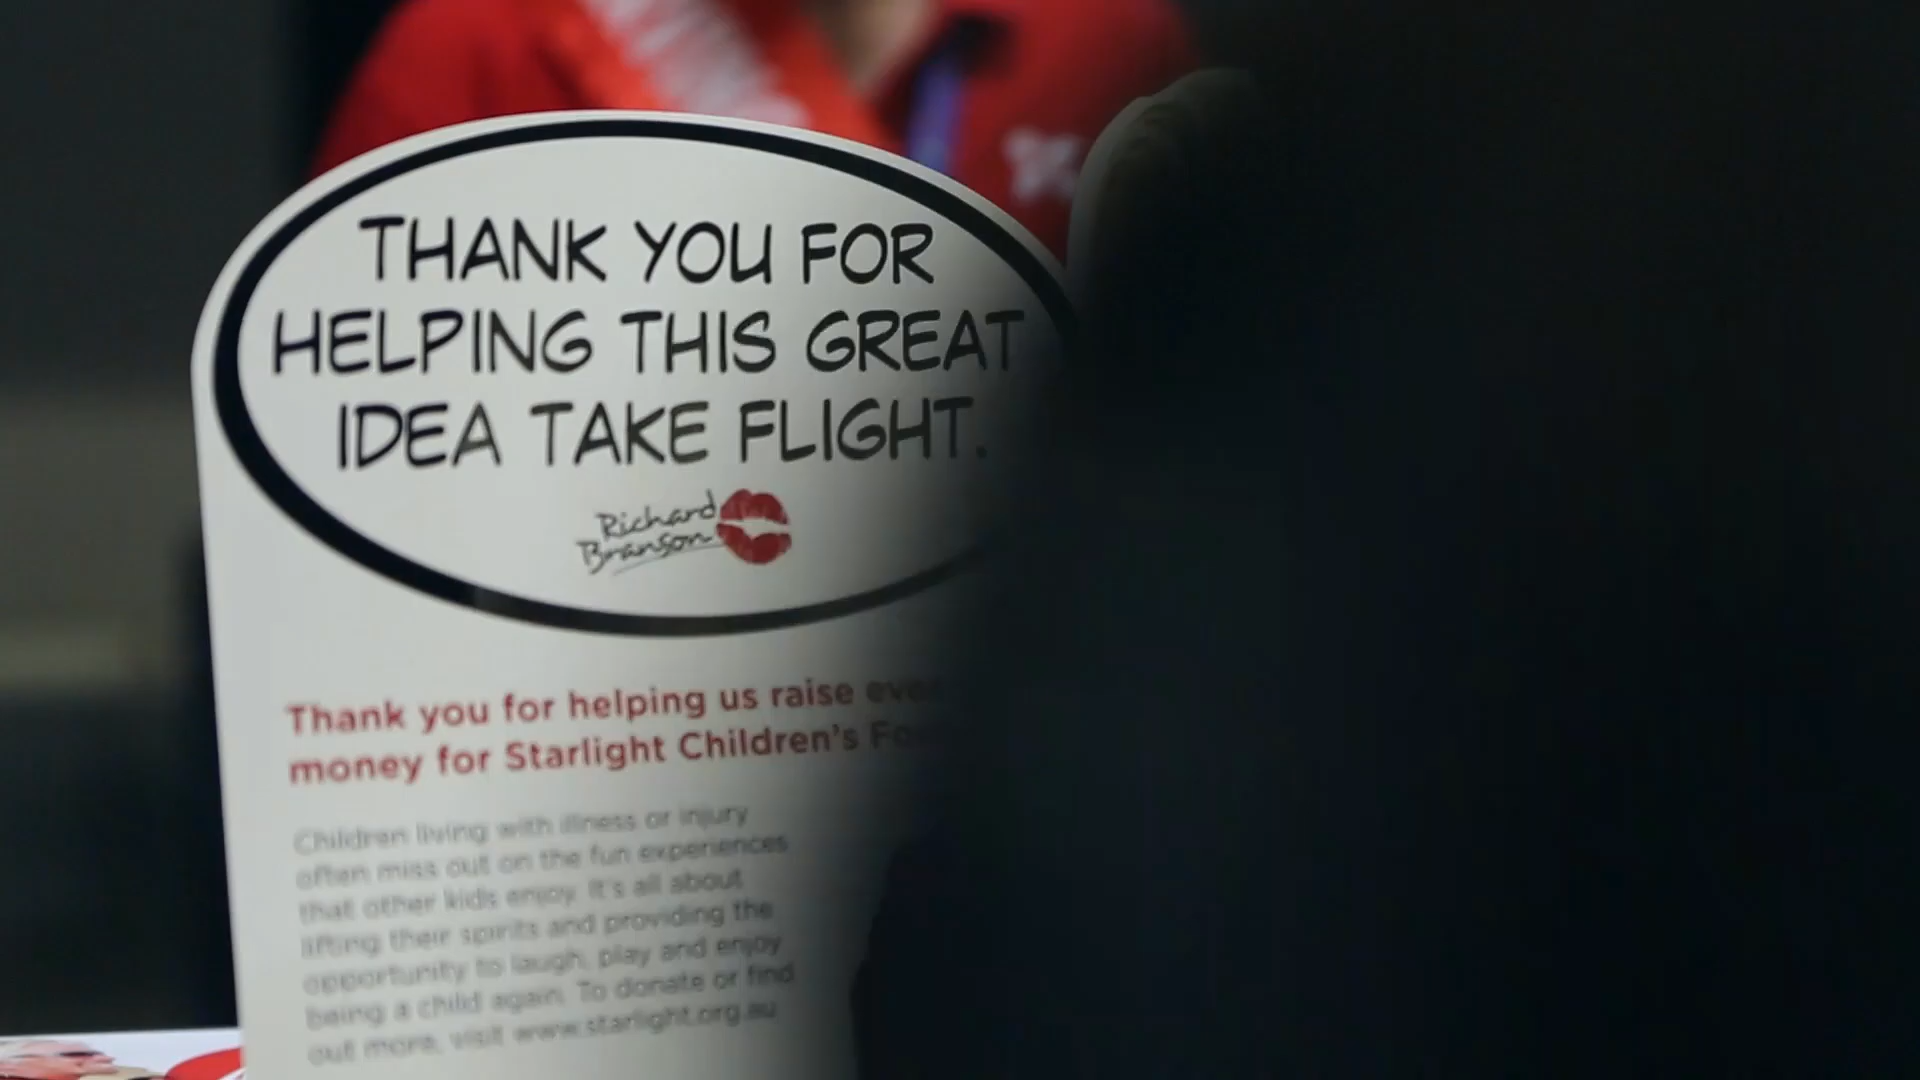 THANK YOU FOR
HELPING THIS GREAT
IDEA TAKE FLIGHT.
Richard
Branson
Thank you for helping us raise
money for Starlight Children's
Children living with illness or injury
often miss out on the fun experiences
that other kids enjoy. It's all about
lifting their spirits and providing the
opportunity to laugh, play and enjoy
being a child again. To donate or find
out more, visit www.starlight.org.au